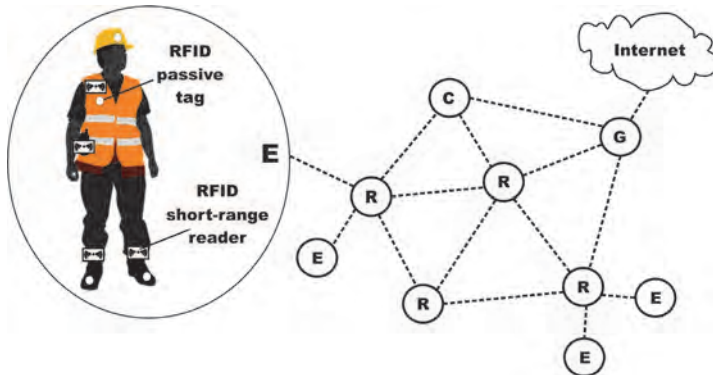 RFID
passive
tag
E
RFID
short-range
reader
Internet
C
G
R
R
E
R
R
E
E